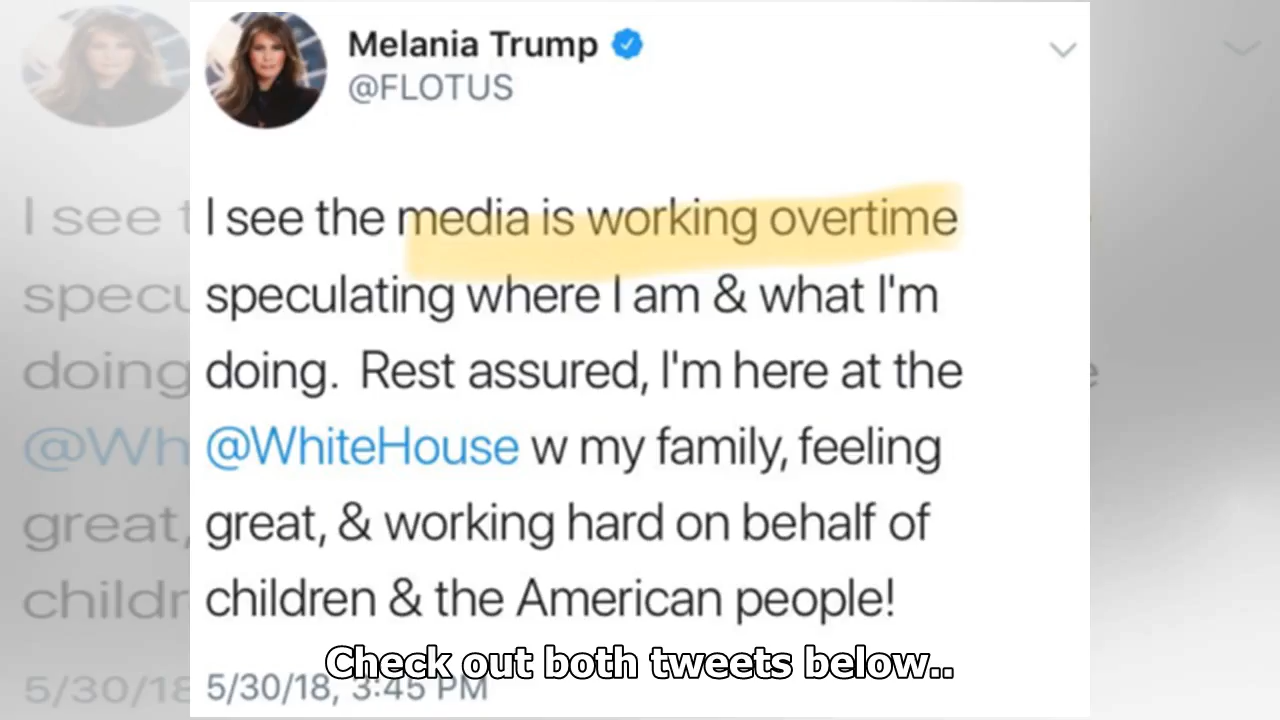 Melania Trump
@FLOTUS
I see the media is working overtime
speculating where I am & what I'm
doing.  Rest assured, I'm here at the
@WhiteHouse w my family, feeling
great, & working hard on behalf of
children & the American people!
Check out both tweets below..
5/30/18, 3:45 PM